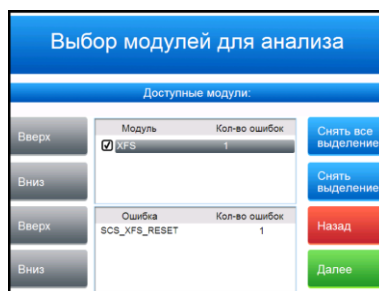 Выбор модулей для анализа
Доступные модули:
Вверх
Вниз
Вверх
Вниз
Модуль Кол-во ошибок
XFS 1
Ошибка Кол-во ошибок
SCS_XFS_RESET 1
Снять все
выделение
Снять
выделение
Назад
Далее